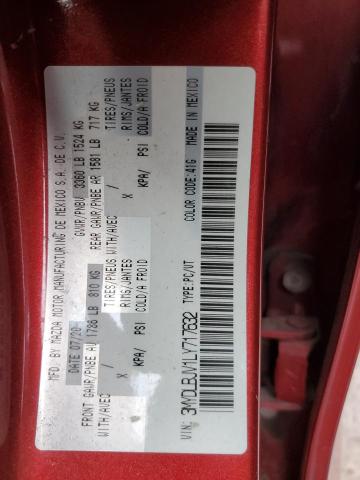 MFD. BY MAZDA MOTOR MANUFACTURING DE MEXICO S.A. DE C.V.
DATE 07/20 GVWR/PNBV 3360 LB 1524 KG
FRONT GAWR/PNBE AV 1786 LB 810 KG REAR GAWR/PNBE AR 1581 LB 717 KG
WITH/AVEC TIRES/PNEUS WITH/AVEC TIRES/PNEUS
X / RIMS/JANTES X / RIMS/JANTES
KPA/ PSI COLD/A FROID KPA/ PSI COLD/A FROID
VIN: 3MYDLBJV1LY717632 TYPE:PC/VT
COLOR CODE:41G
MADE IN MEXICO